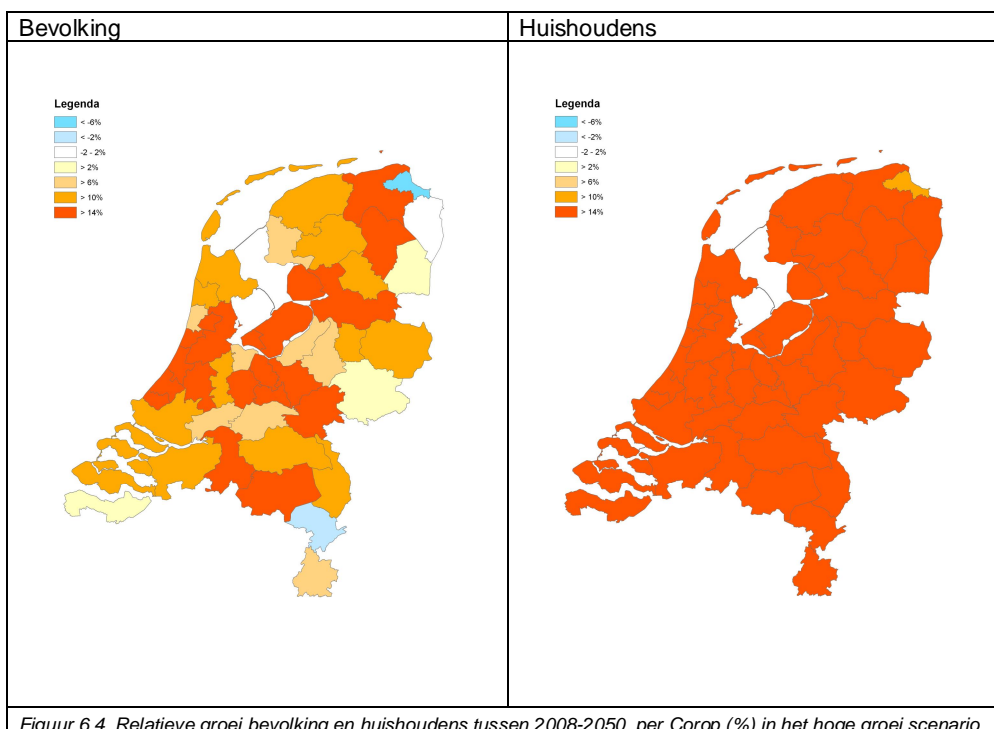 Bevolking
Huishoudens
Legenda
< -6%
< -2%
-2 - 2%
> 2%
> 6%
> 10%
> 14%
Legenda
< -6%
< -2%
-2 - 2%
> 2%
> 6%
> 10%
> 14%
Figuur 6.4 Relatieve groei bevolking en huishoudens tussen 2008-2050, per Corop (%) in het hoge groei scenario